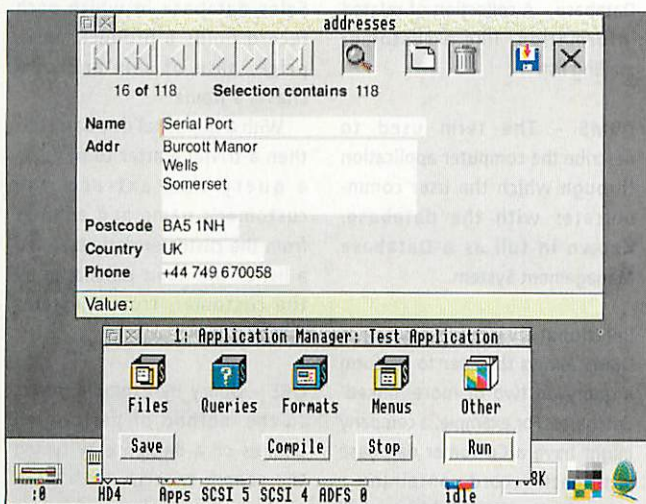 addresses
16 of 118 Selection contains 118
Name Serial Port
Addr Burcott Manor
Wells
Somerset
Postcode BA5 1NH
Country UK
Phone +44 749 670058
Value:
1: Application Manager: Test Application
Files Queries Formats Menus Other
Save Compile Stop Run
:0 HD4 Apps SCSI 5 SCSI 4 ADFS 0 idle